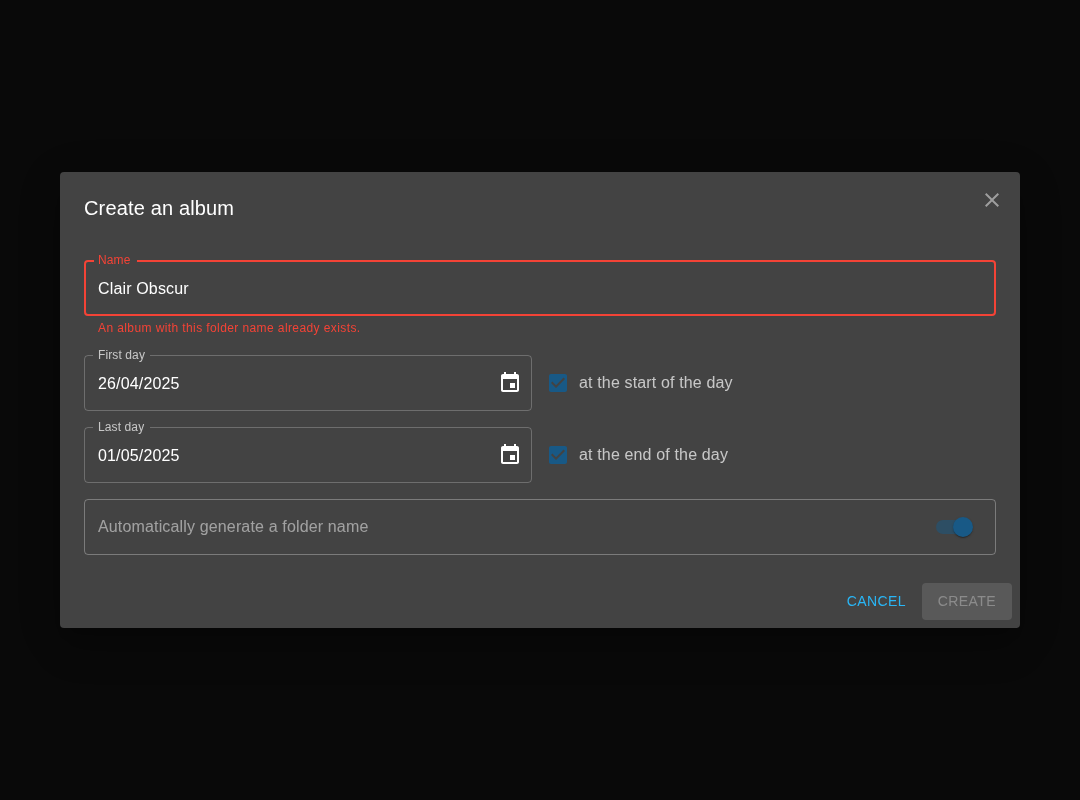 Create an album
Name
Clair Obscur
An album with this folder name already exists.
First day
26/04/2025
at the start of the day
Last day
01/05/2025
at the end of the day
Automatically generate a folder name
CANCEL CREATE